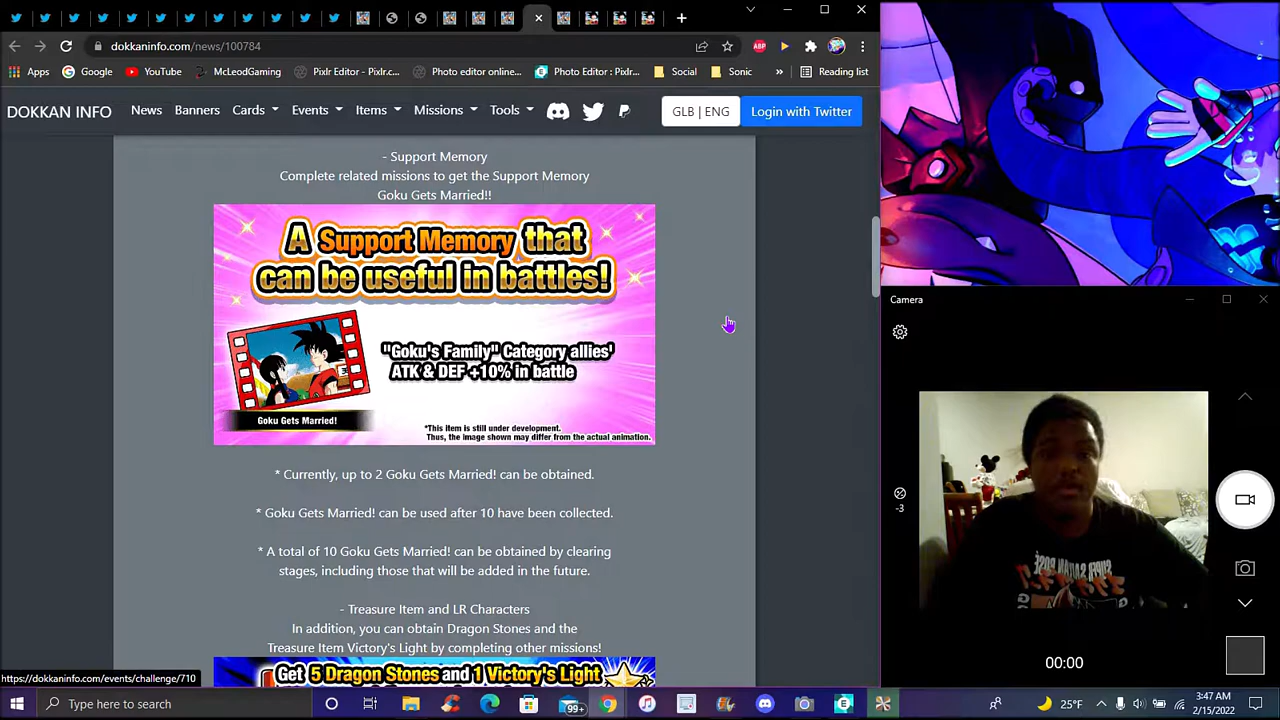 dokkaninfo.com/news/100784
ABP
Apps
Google
YouTube
McLeodGaming
Pixlr Editor - Pixlr.c...
Photo editor online...
Photo Editor : Pixlr...
Social
Sonic
»
Reading list
DOKKAN INFO
News
Banners
Cards
Events
Items
Missions
Tools
GLB | ENG
Login with Twitter
- Support Memory
Complete related missions to get the Support Memory
Goku Gets Married!!
A Support Memory that
can be useful in battles!
"Goku's Family" Category allies'
ATK & DEF +10% in battle
Goku Gets Married!
*This item is still under development.
Thus, the image shown may differ from the actual animation.
* Currently, up to 2 Goku Gets Married! can be obtained.
* Goku Gets Married! can be used after 10 have been collected.
* A total of 10 Goku Gets Married! can be obtained by clearing
stages, including those that will be added in the future.
- Treasure Item and LR Characters
In addition, you can obtain Dragon Stones and the
Treasure Item Victory's Light by completing other missions!
Get 5 Dragon Stones and 1 Victory's Light
https://dokkaninfo.com/events/challenge/710
Camera
-3
00:00
Type here to search
99+
25°F
3:47 AM
2/15/2022